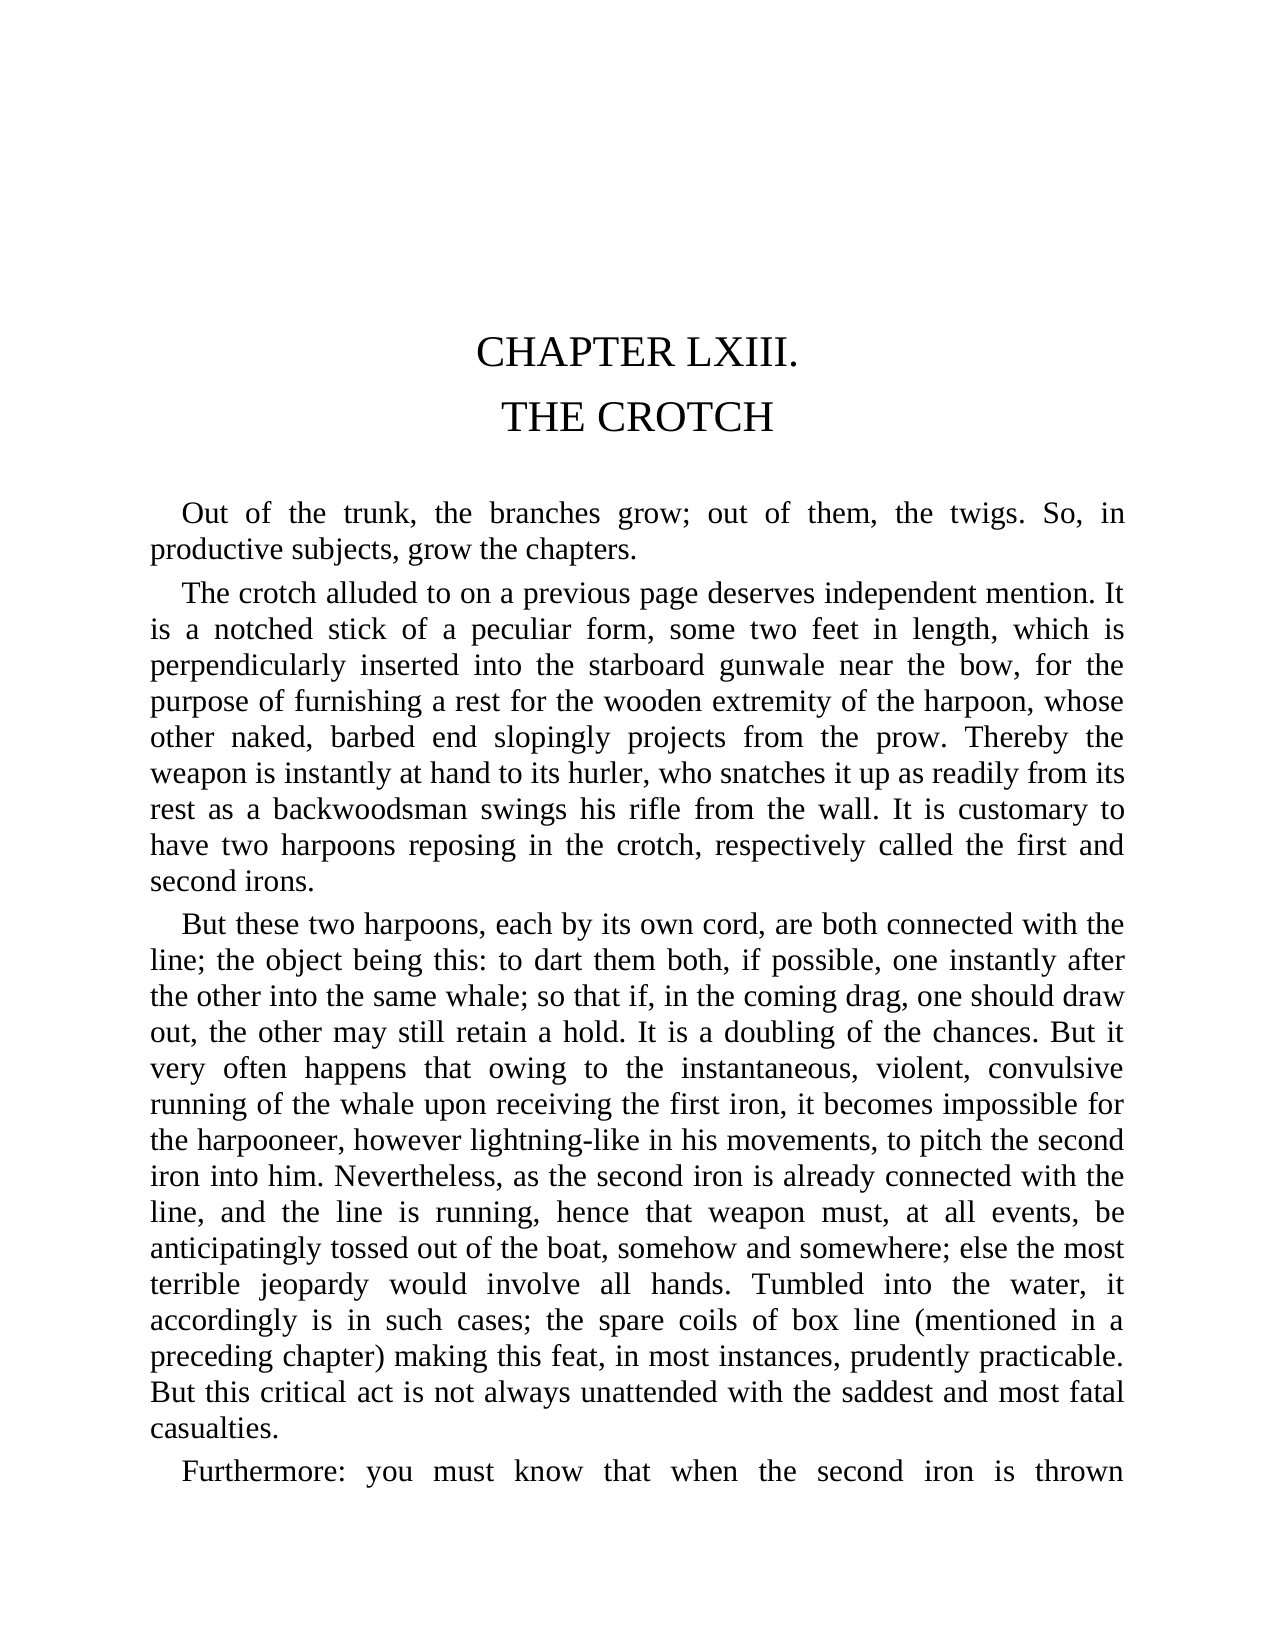 CHAPTER LXIII.
THE CROTCH
Out of the trunk, the branches grow; out of them, the twigs. So, in
productive subjects, grow the chapters.
The crotch alluded to on a previous page deserves independent mention. It
is a notched stick of a peculiar form, some two feet in length, which is
perpendicularly inserted into the starboard gunwale near the bow, for the
purpose of furnishing a rest for the wooden extremity of the harpoon, whose
other naked, barbed end slopingly projects from the prow. Thereby the
weapon is instantly at hand to its hurler, who snatches it up as readily from its
rest as a backwoodsman swings his rifle from the wall. It is customary to
have two harpoons reposing in the crotch, respectively called the first and
second irons.
But these two harpoons, each by its own cord, are both connected with the
line; the object being this: to dart them both, if possible, one instantly after
the other into the same whale; so that if, in the coming drag, one should draw
out, the other may still retain a hold. It is a doubling of the chances. But it
very often happens that owing to the instantaneous, violent, convulsive
running of the whale upon receiving the first iron, it becomes impossible for
the harpooneer, however lightning-like in his movements, to pitch the second
iron into him. Nevertheless, as the second iron is already connected with the
line, and the line is running, hence that weapon must, at all events, be
anticipatingly tossed out of the boat, somehow and somewhere; else the most
terrible jeopardy would involve all hands. Tumbled into the water, it
accordingly is in such cases; the spare coils of box line (mentioned in a
preceding chapter) making this feat, in most instances, prudently practicable.
But this critical act is not always unattended with the saddest and most fatal
casualties.
Furthermore: you must know that when the second iron is thrown